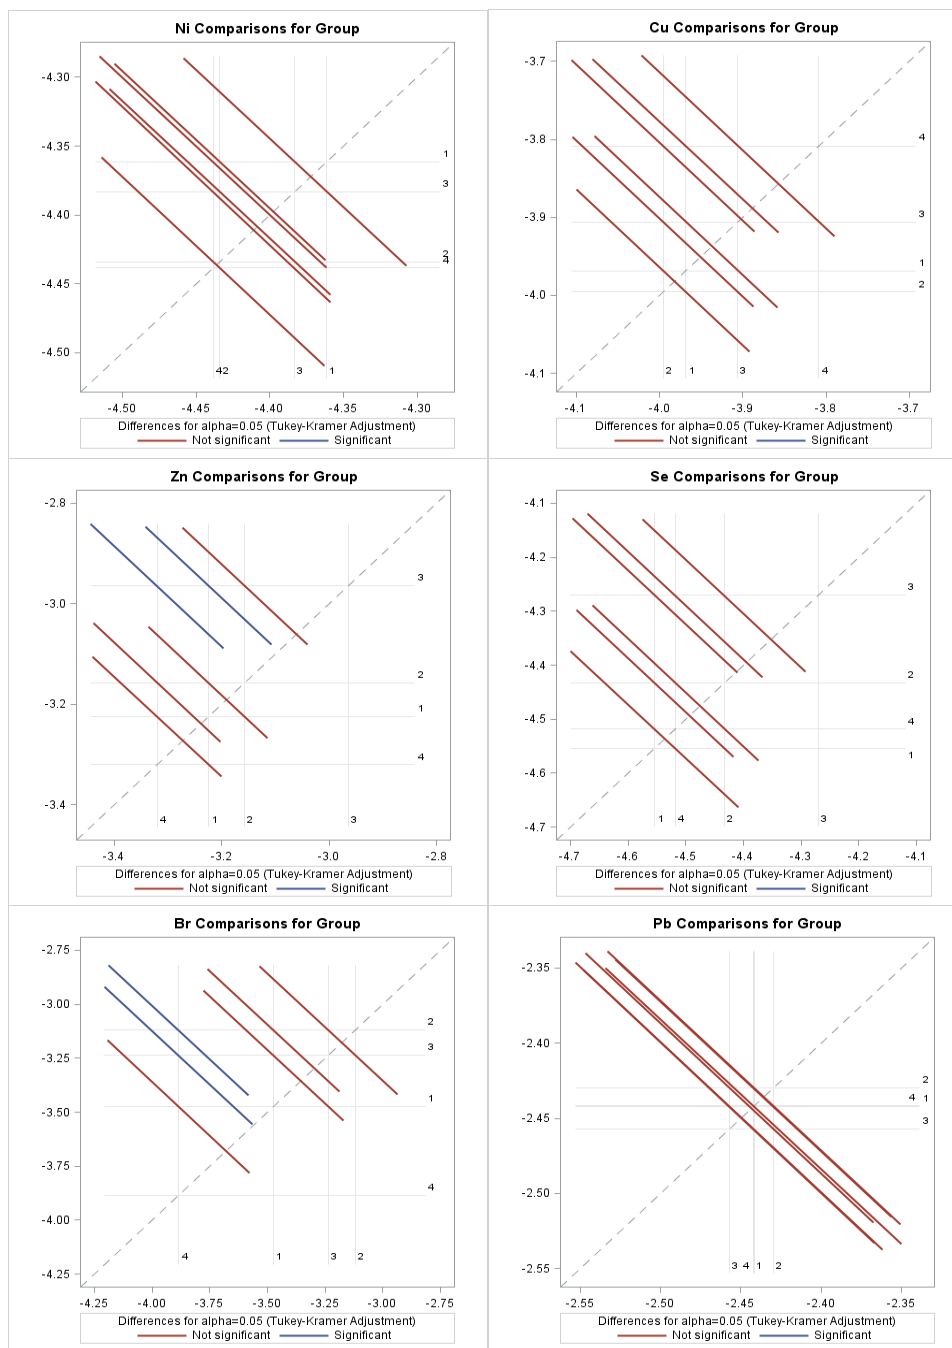 Ni Comparisons for Group
-4.30
-4.35
-4.40
-4.45
-4.50
1
3
2
4
4 2 3 1
-4.50 -4.45 -4.40 -4.35 -4.30
Differences for alpha=0.05 (Tukey-Kramer Adjustment)
Not significant Significant
Cu Comparisons for Group
-3.7
-3.8
-3.9
-4.0
-4.1
4
3
1
2
2 1 3 4
-4.1 -4.0 -3.9 -3.8 -3.7
Differences for alpha=0.05 (Tukey-Kramer Adjustment)
Not significant Significant
Zn Comparisons for Group
-2.8
-3.0
-3.2
-3.4
3
2
1
4
4 1 2 3
-3.4 -3.2 -3.0 -2.8
Differences for alpha=0.05 (Tukey-Kramer Adjustment)
Not significant Significant
Se Comparisons for Group
-4.1
-4.2
-4.3
-4.4
-4.5
-4.6
-4.7
3
2
4
1
1 4 2 3
-4.7 -4.6 -4.5 -4.4 -4.3 -4.2 -4.1
Differences for alpha=0.05 (Tukey-Kramer Adjustment)
Not significant Significant
Br Comparisons for Group
-2.75
-3.00
-3.25
-3.50
-3.75
-4.00
-4.25
2
3
1
4
4 1 3 2
-4.25 -4.00 -3.75 -3.50 -3.25 -3.00 -2.75
Differences for alpha=0.05 (Tukey-Kramer Adjustment)
Not significant Significant
Pb Comparisons for Group
-2.35
-2.40
-2.45
-2.50
-2.55
2
4 1
3
3 4 1 2
-2.55 -2.50 -2.45 -2.40 -2.35
Differences for alpha=0.05 (Tukey-Kramer Adjustment)
Not significant Significant